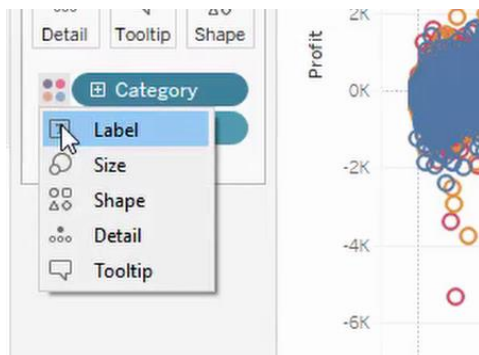 2K
Detail Tooltip Shape
Profit
Category
0K
Label
Size
-2K
Shape
Detail
-4K
Tooltip
-6K